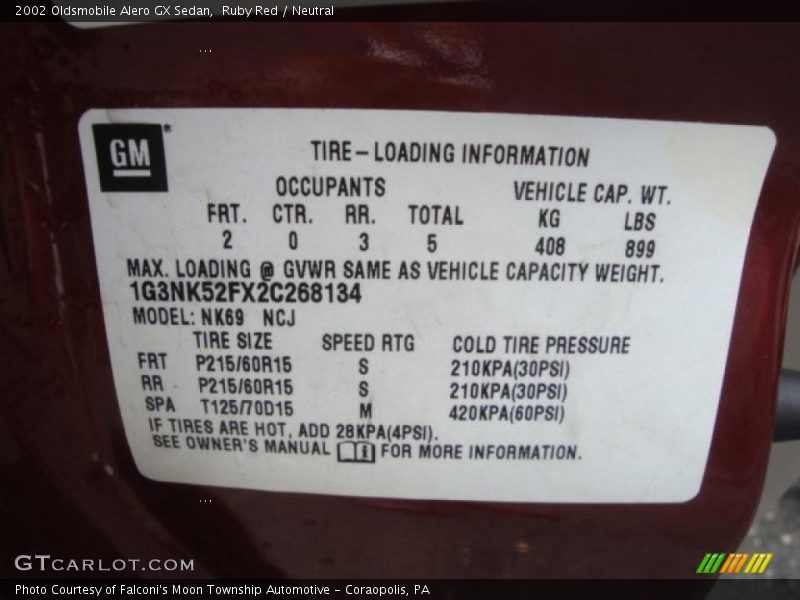 2002 Oldsmobile Alero GX Sedan, Ruby Red / Neutral
GM
TIRE-LOADING INFORMATION
OCCUPANTS VEHICLE CAP. WT.
FRT. CTR. RR. TOTAL KG LBS
2 0 3 5 408 899
MAX. LOADING @ GVWR SAME AS VEHICLE CAPACITY WEIGHT.
1G3NK52FX2C268134
MODEL: NK69 NCJ
TIRE SIZE SPEED RTG COLD TIRE PRESSURE
FRT P215/60R15 S 210KPA(30PSI)
RR P215/60R15 S 210KPA(30PSI)
SPA T125/70D15 M 420KPA(60PSI)
IF TIRES ARE HOT, ADD 28KPA(4PSI).
SEE OWNER'S MANUAL i FOR MORE INFORMATION.
GTCARLOT.COM
Photo Courtesy of Falconi's Moon Township Automotive - Coraopolis, PA